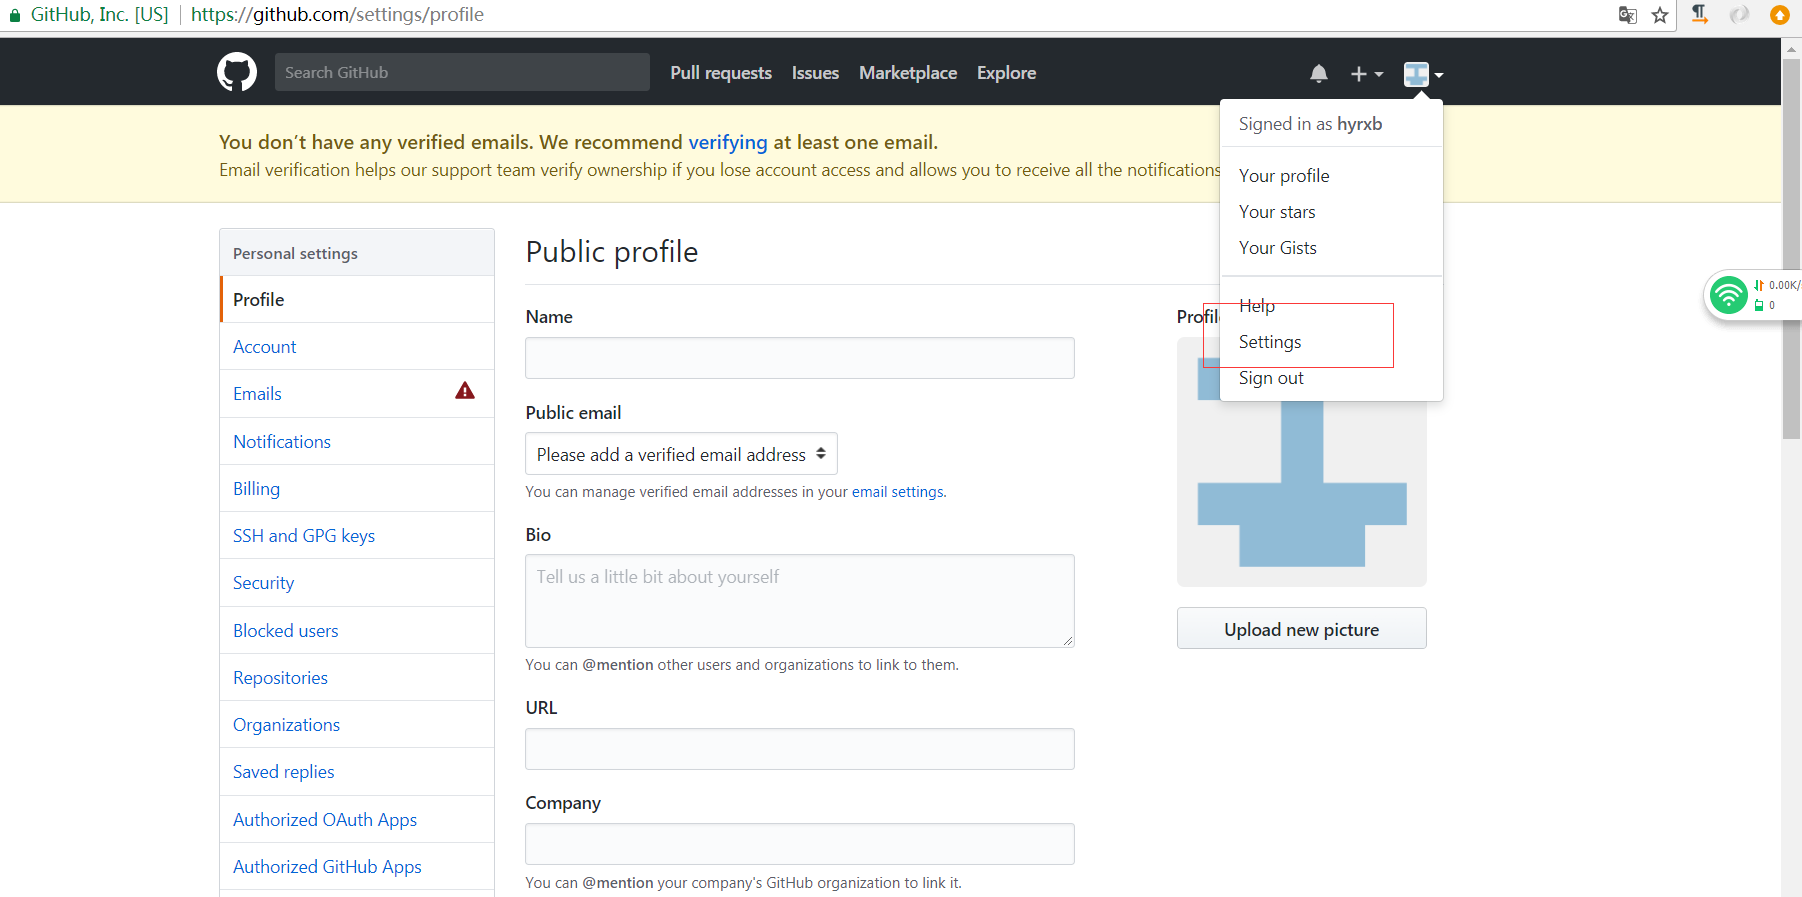 GitHub, Inc. [US] https://github.com/settings/profile
Search GitHub
Pull requests Issues Marketplace Explore
Signed in as hyrxb
Your profile
Your stars
Your Gists
Help
Settings
Sign out
You don’t have any verified emails. We recommend verifying at least one email.
Email verification helps our support team verify ownership if you lose account access and allows you to receive all the notifications
0.00K/
0
Personal settings
Profile
Account
Emails
Notifications
Billing
SSH and GPG keys
Security
Blocked users
Repositories
Organizations
Saved replies
Authorized OAuth Apps
Authorized GitHub Apps
Public profile
Name
Public email
Please add a verified email address
You can manage verified email addresses in your email settings.
Bio
Tell us a little bit about yourself
You can @mention other users and organizations to link to them.
URL
Company
You can @mention your company's GitHub organization to link it.
Upload new picture